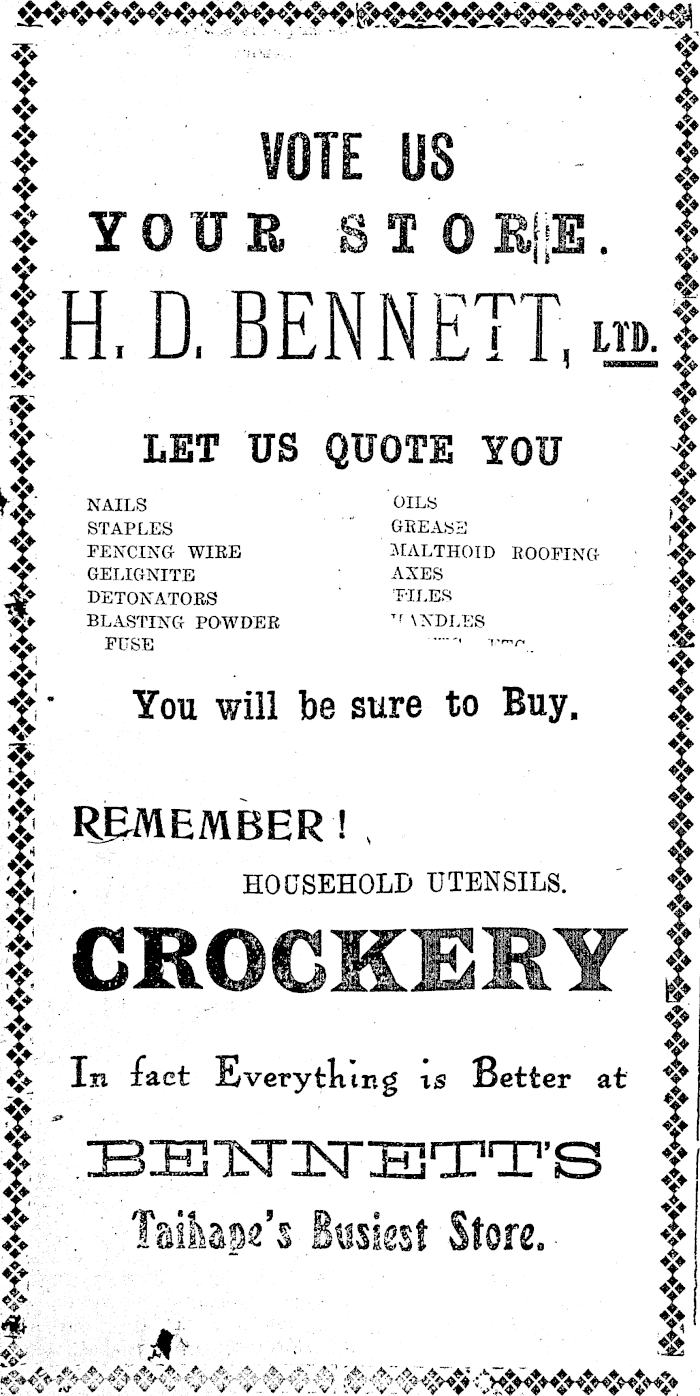 VOTE US
YOUR STORE.
H. D. BENNETT, LTD.
LET US QUOTE YOU
NAILS
STAPLES
FENCING WIRE
GELIGNITE
DETONATORS
BLASTING POWDER
FUSE
OILS
GREASE
MALTHOID ROOFING
AXES
FILES
HANDLES
You will be sure to Buy.
REMEMBER!
HOUSEHOLD UTENSILS.
CROCKERY
In fact Everything is Better at
BENNETT'S
Taihape's Busiest Store.